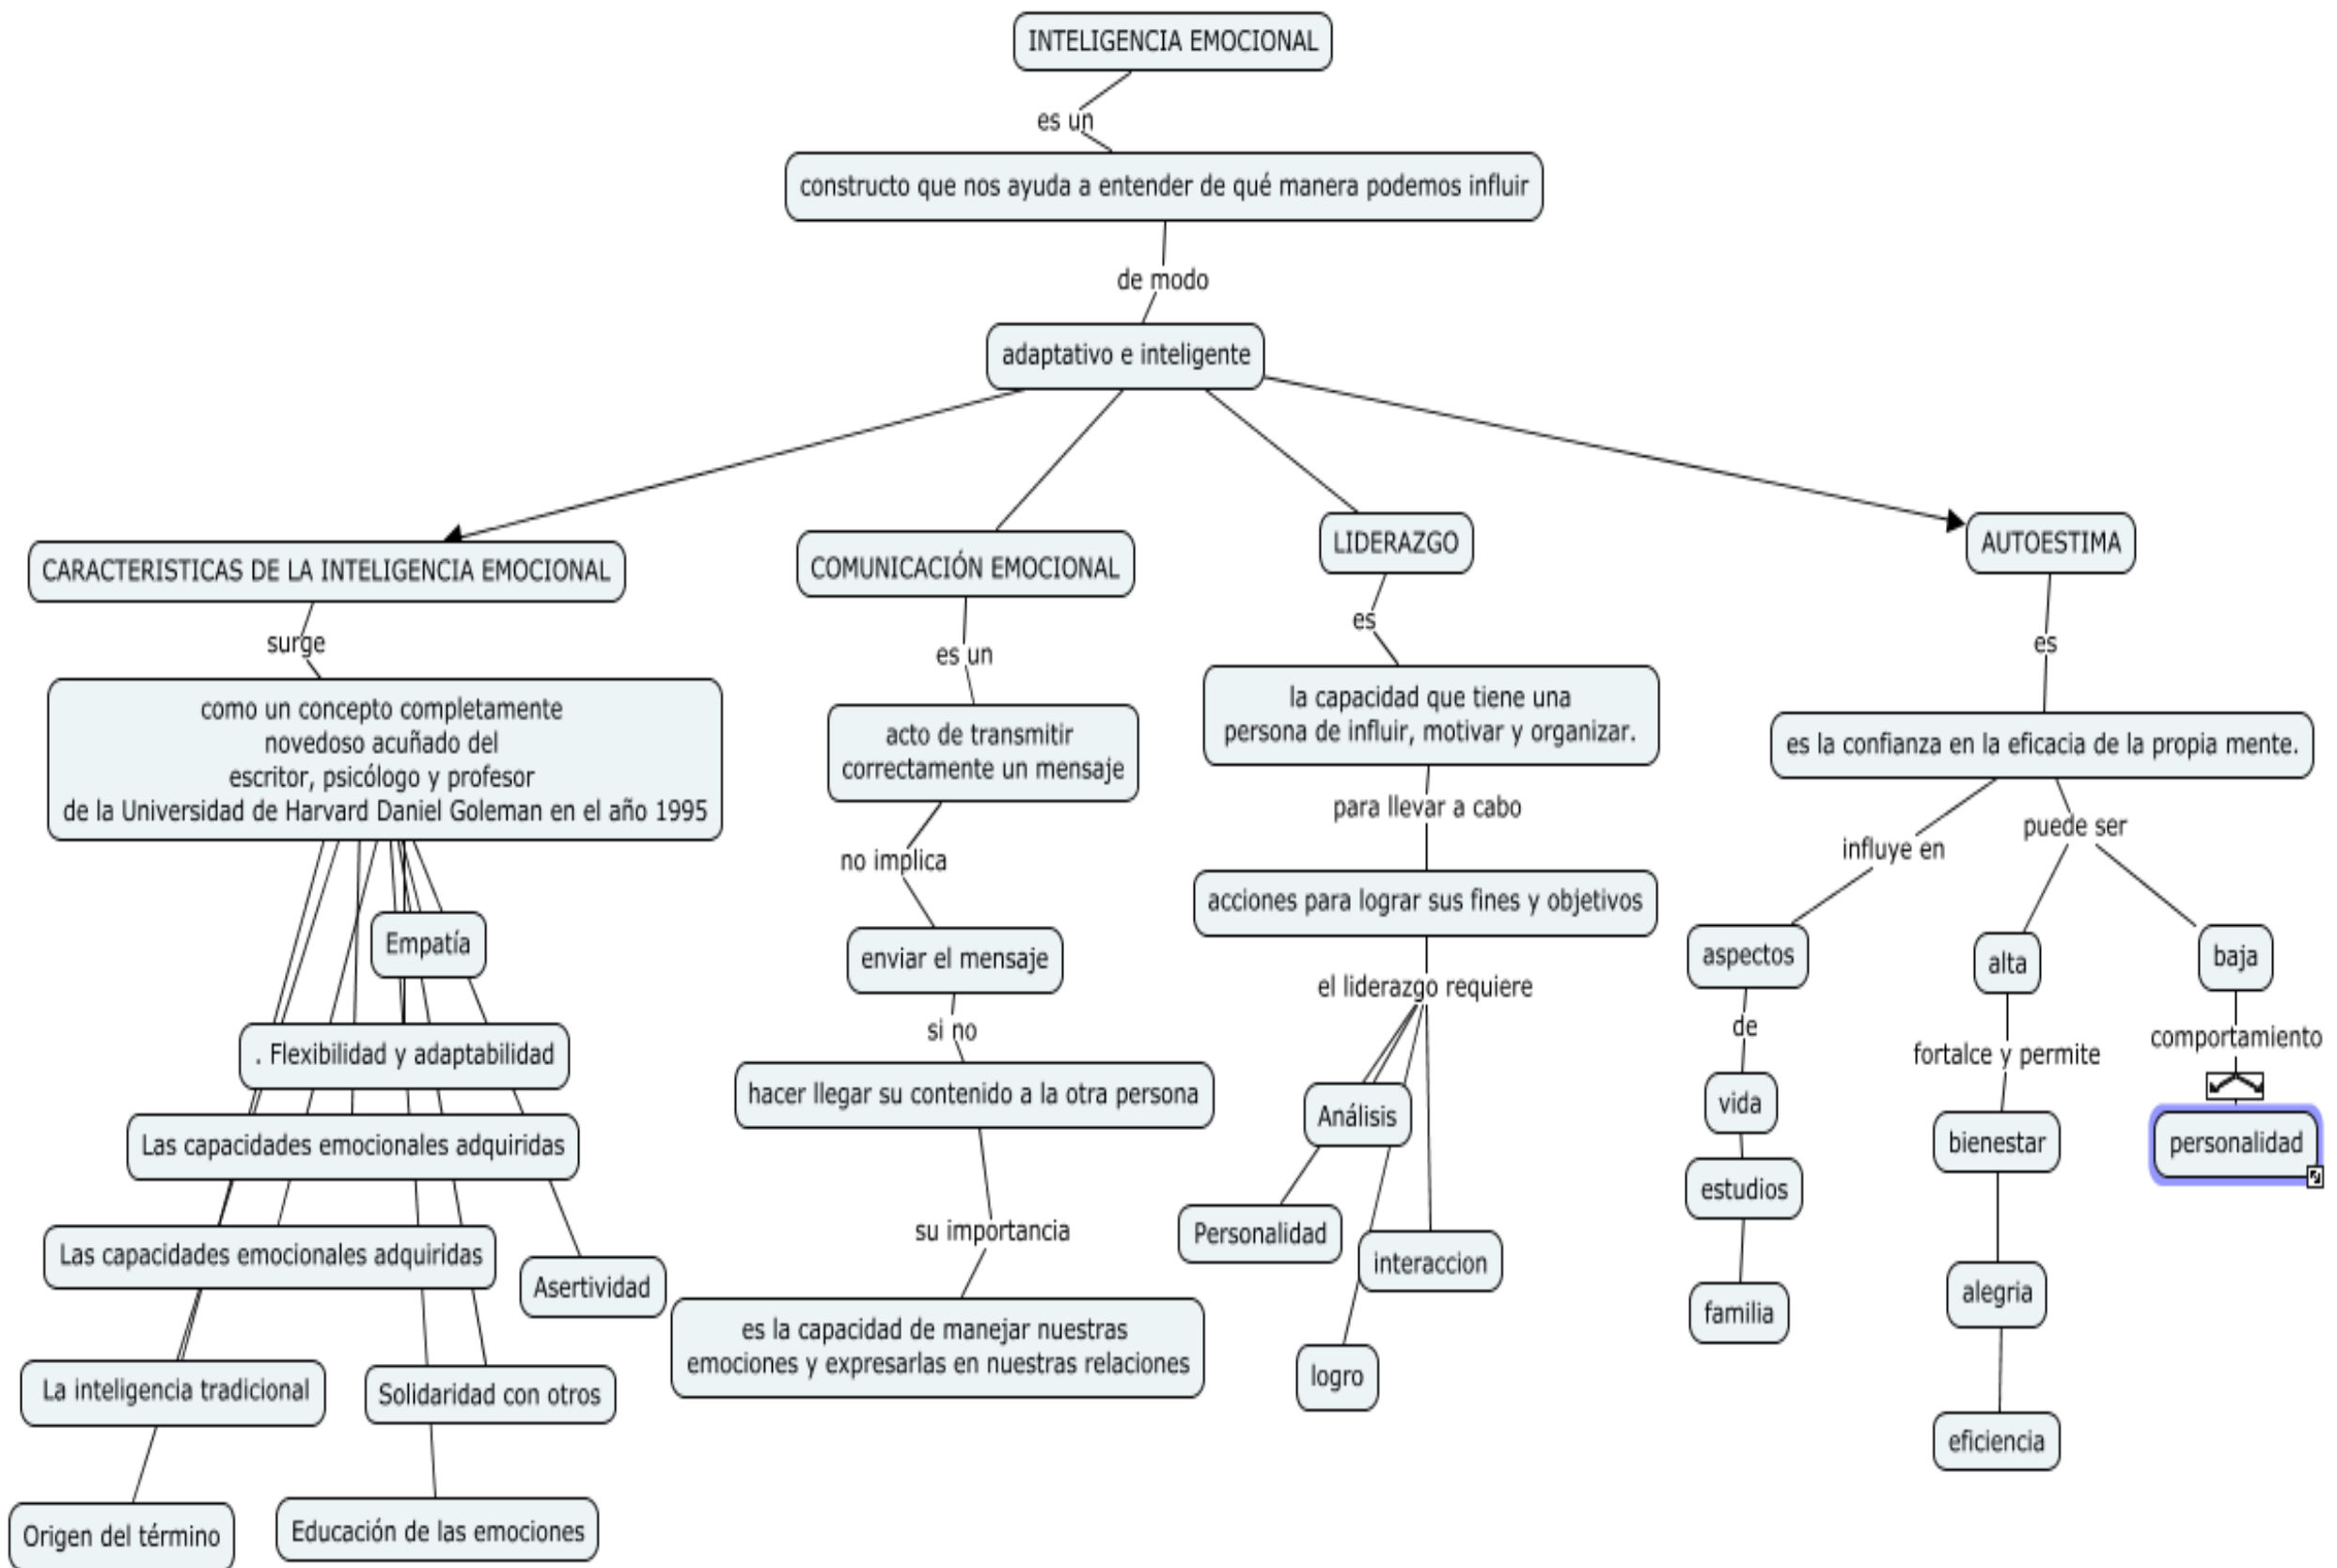 INTELIGENCIA EMOCIONAL
es un
constructo que nos ayuda a entender de qué manera podemos influir
de modo
adaptativo e inteligente
CARACTERISTICAS DE LA INTELIGENCIA EMOCIONAL
surge
como un concepto completamente
novedoso acuñado del
escritor, psicólogo y profesor
de la Universidad de Harvard Daniel Goleman en el año 1995
Empatía
. Flexibilidad y adaptabilidad
Las capacidades emocionales adquiridas
Las capacidades emocionales adquiridas
Asertividad
La inteligencia tradicional
Solidaridad con otros
Origen del término
Educación de las emociones
COMUNICACIÓN EMOCIONAL
es un
acto de transmitir
correctamente un mensaje
no implica
enviar el mensaje
si no
hacer llegar su contenido a la otra persona
su importancia
es la capacidad de manejar nuestras
emociones y expresarlas en nuestras relaciones
LIDERAZGO
es
la capacidad que tiene una
persona de influir, motivar y organizar.
para llevar a cabo
acciones para lograr sus fines y objetivos
el liderazgo requiere
Análisis
Personalidad
interaccion
logro
AUTOESTIMA
es
es la confianza en la eficacia de la propia mente.
influye en
aspectos
de
vida
estudios
familia
puede ser
alta
fortalce y permite
bienestar
alegria
eficiencia
baja
comportamiento
personalidad